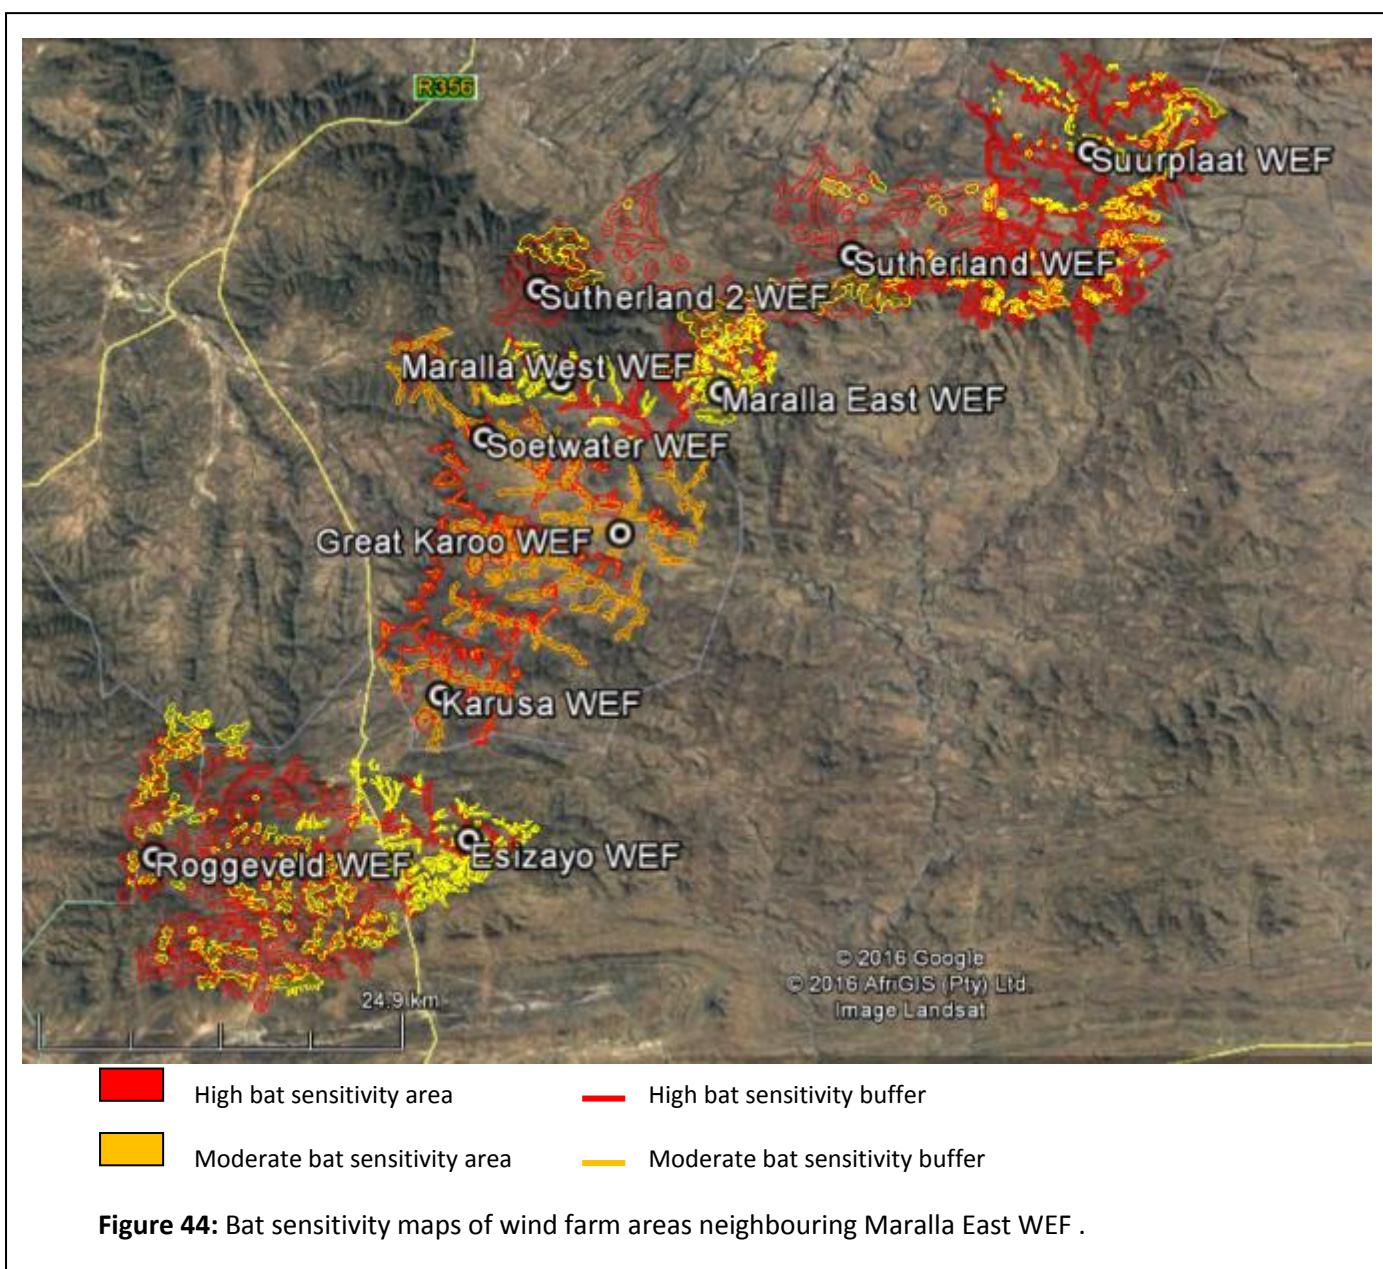 R356
Suurplaat WEF
Sutherland WEF
Sutherland 2 WEF
Maralla West WEF
Maralla East WEF
Soetwater WEF
Great Karoo WEF
Karusa WEF
Roggeveld WEF
Esizayo WEF
© 2016 Google
© 2016 AfriGIS (Pty) Ltd.
Image Landsat
24.9 km
High bat sensitivity area
High bat sensitivity buffer
Moderate bat sensitivity area
Moderate bat sensitivity buffer
Figure 44: Bat sensitivity maps of wind farm areas neighbouring Maralla East WEF .